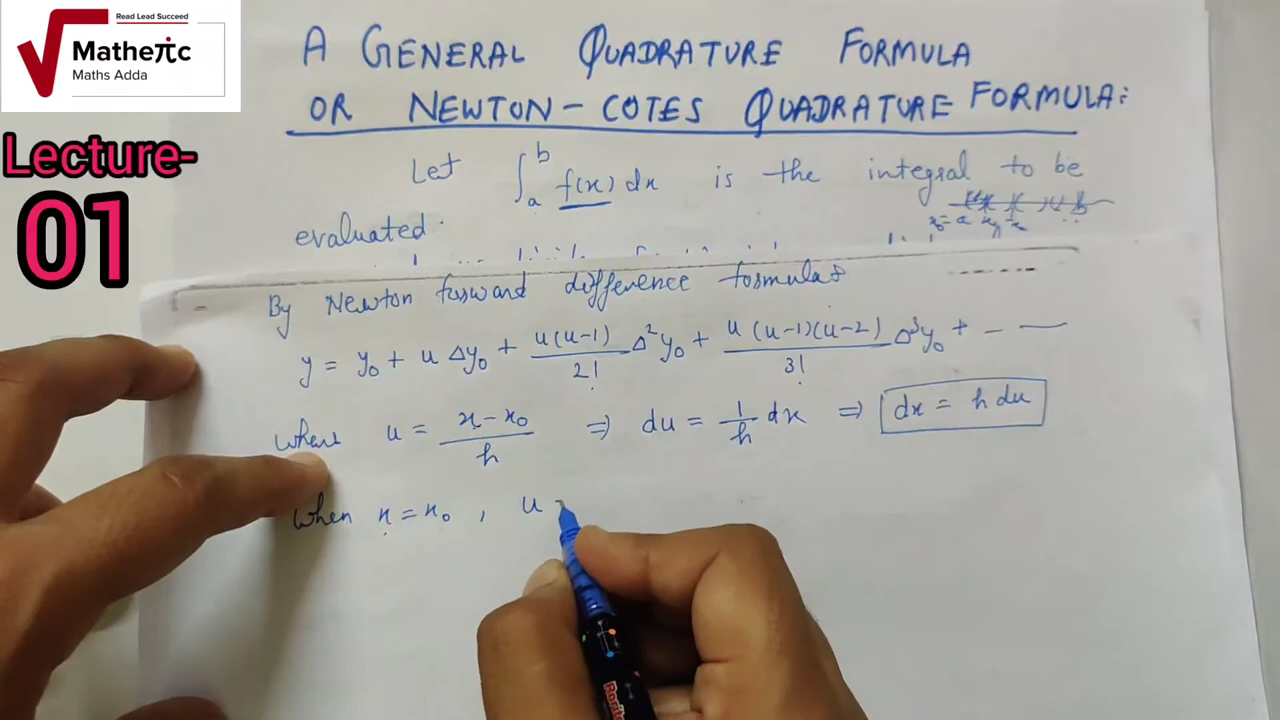 Read Lead Succeed
Matheπc
Maths Adda
Lecture-
01
A GENERAL QUADRATURE FORMULA
OR NEWTON-COTES QUADRATURE FORMULA:
Let ∫_a^b f(x) dx is the integral to be
evaluated.
By Newton forward difference formulas
y = y₀ + u Δy₀ + u(u-1)/2! Δ²y₀ + u(u-1)(u-2)/3! Δ³y₀ + - —
where u = x-x₀/h ⇒ du = 1/h dx ⇒ dx = h du
When x = x₀ , u